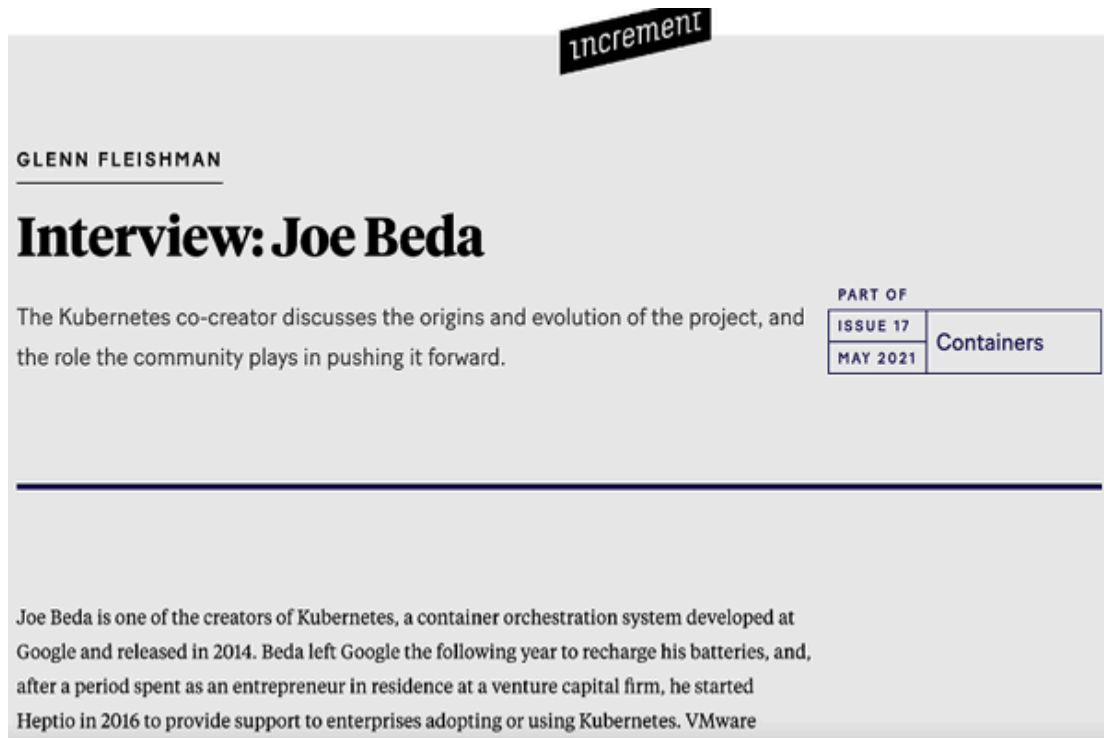 increment
GLENN FLEISHMAN
Interview: Joe Beda
The Kubernetes co-creator discusses the origins and evolution of the project, and
the role the community plays in pushing it forward.
PART OF
ISSUE 17
MAY 2021
Containers
Joe Beda is one of the creators of Kubernetes, a container orchestration system developed at
Google and released in 2014. Beda left Google the following year to recharge his batteries, and,
after a period spent as an entrepreneur in residence at a venture capital firm, he started
Heptio in 2016 to provide support to enterprises adopting or using Kubernetes. VMware